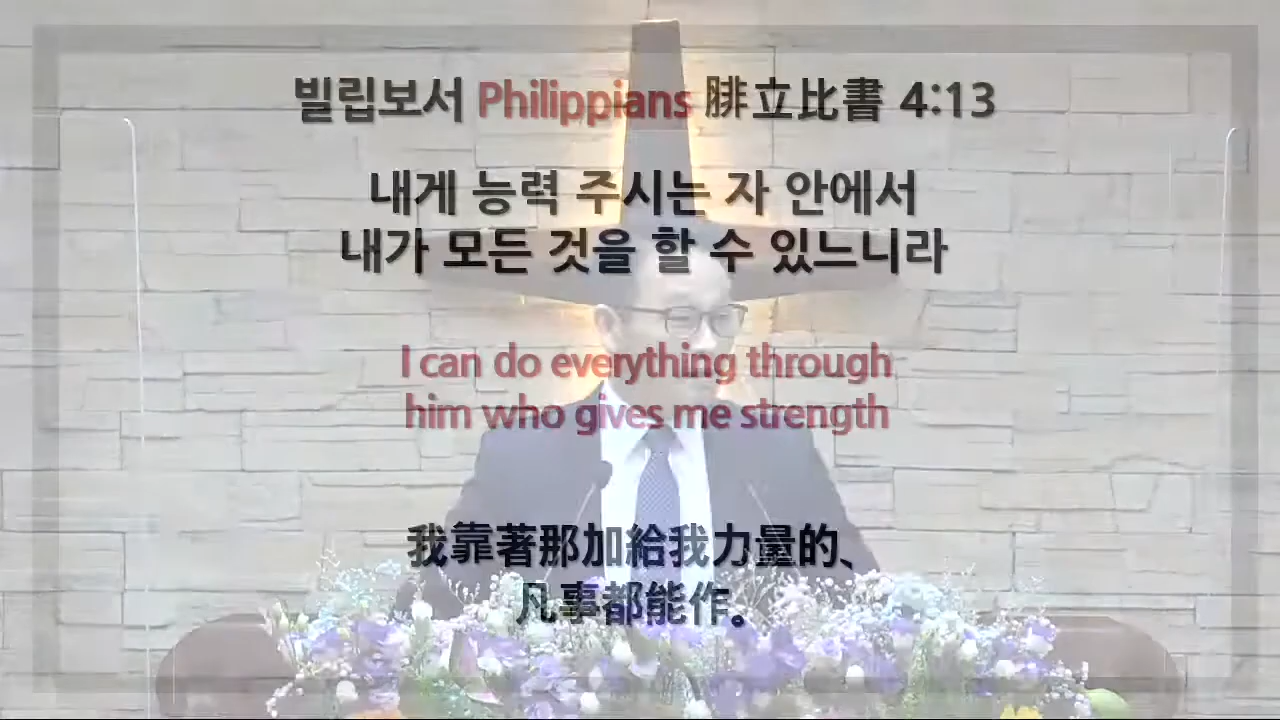 빌립보서 Philippians 腓立比書 4:13
내게 능력 주시는 자 안에서
내가 모든 것을 할 수 있느니라
I can do everything through
him who gives me strength
我靠著那加給我力量的、
凡事都能作。